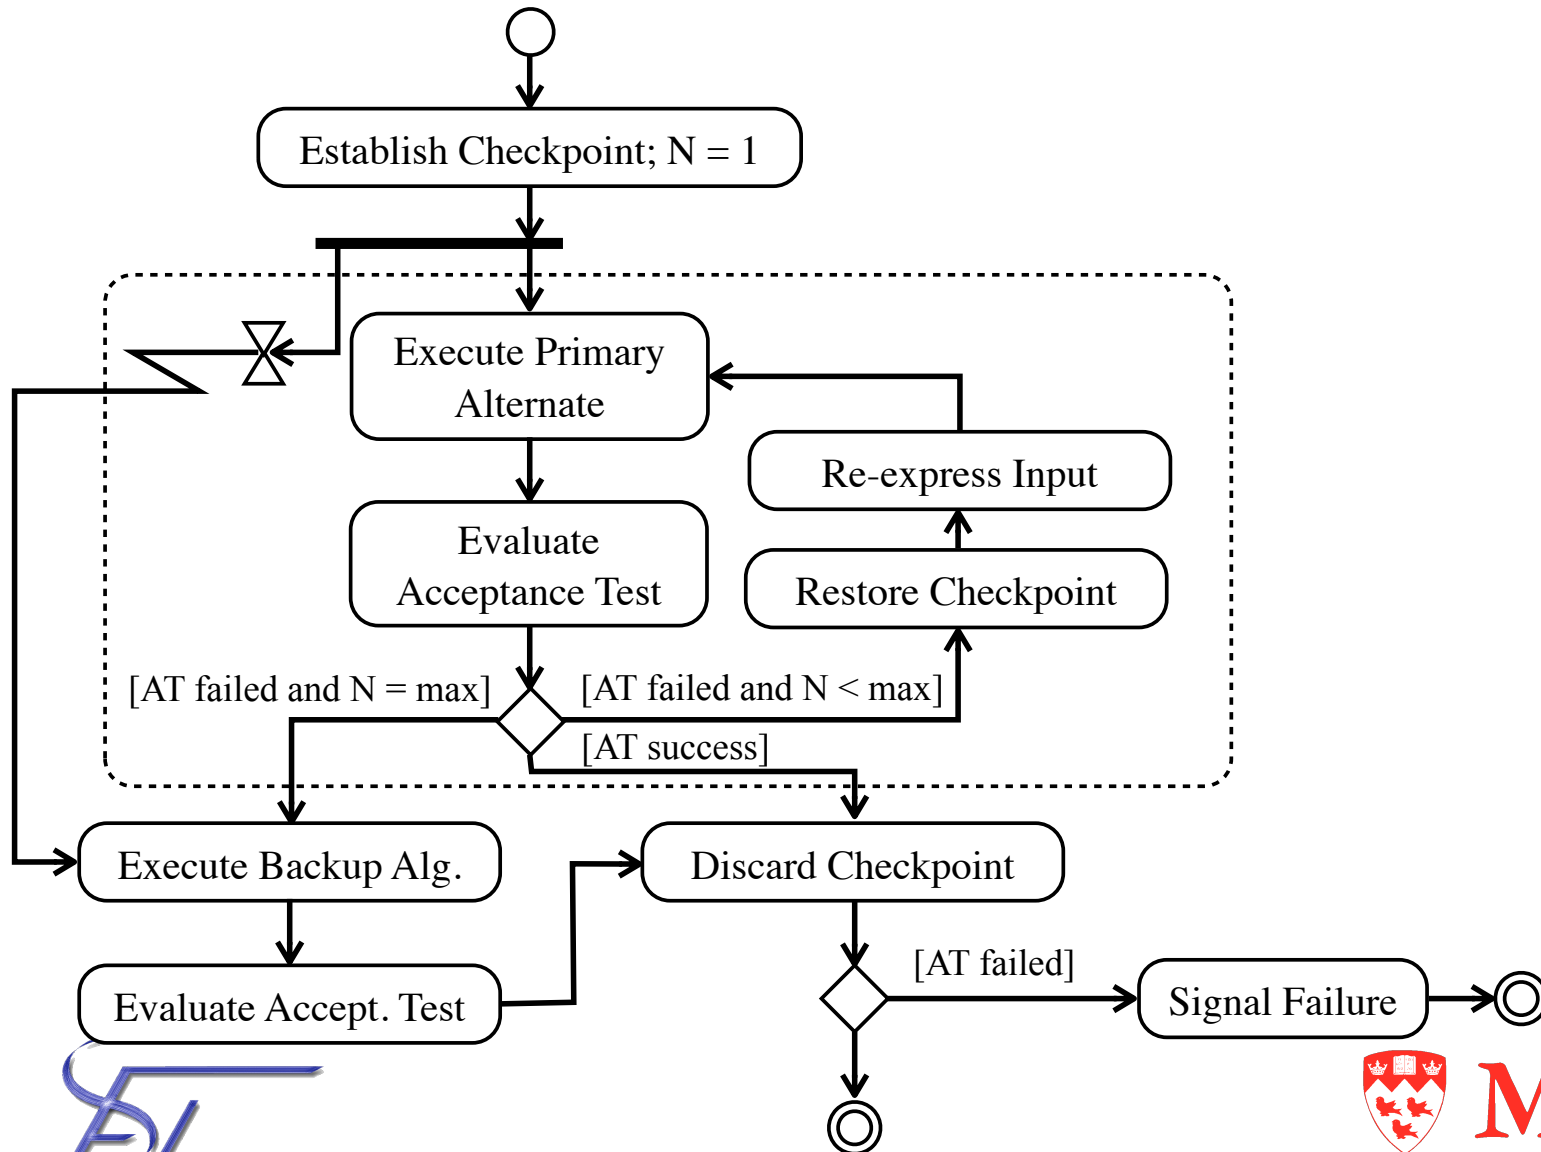 Establish Checkpoint; N = 1
Execute Primary
Alternate
Re-express Input
Evaluate
Acceptance Test
Restore Checkpoint
[AT failed and N = max]
[AT failed and N < max]
[AT success]
Execute Backup Alg.
Discard Checkpoint
[AT failed]
Evaluate Accept. Test
Signal Failure
M